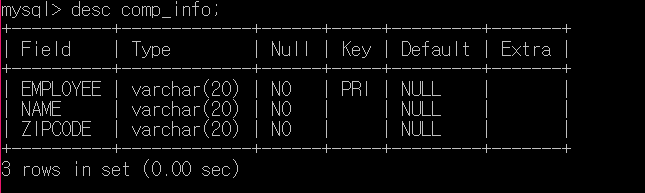 mysql> desc comp_info;
+----------+-------------+------+-----+---------+-------+
| Field    | Type        | Null | Key | Default | Extra |
+----------+-------------+------+-----+---------+-------+
| EMPLOYEE | varchar(20) | NO   | PRI | NULL    |       |
| NAME     | varchar(20) | NO   |     | NULL    |       |
| ZIPCODE  | varchar(20) | NO   |     | NULL    |       |
+----------+-------------+------+-----+---------+-------+
3 rows in set (0.00 sec)